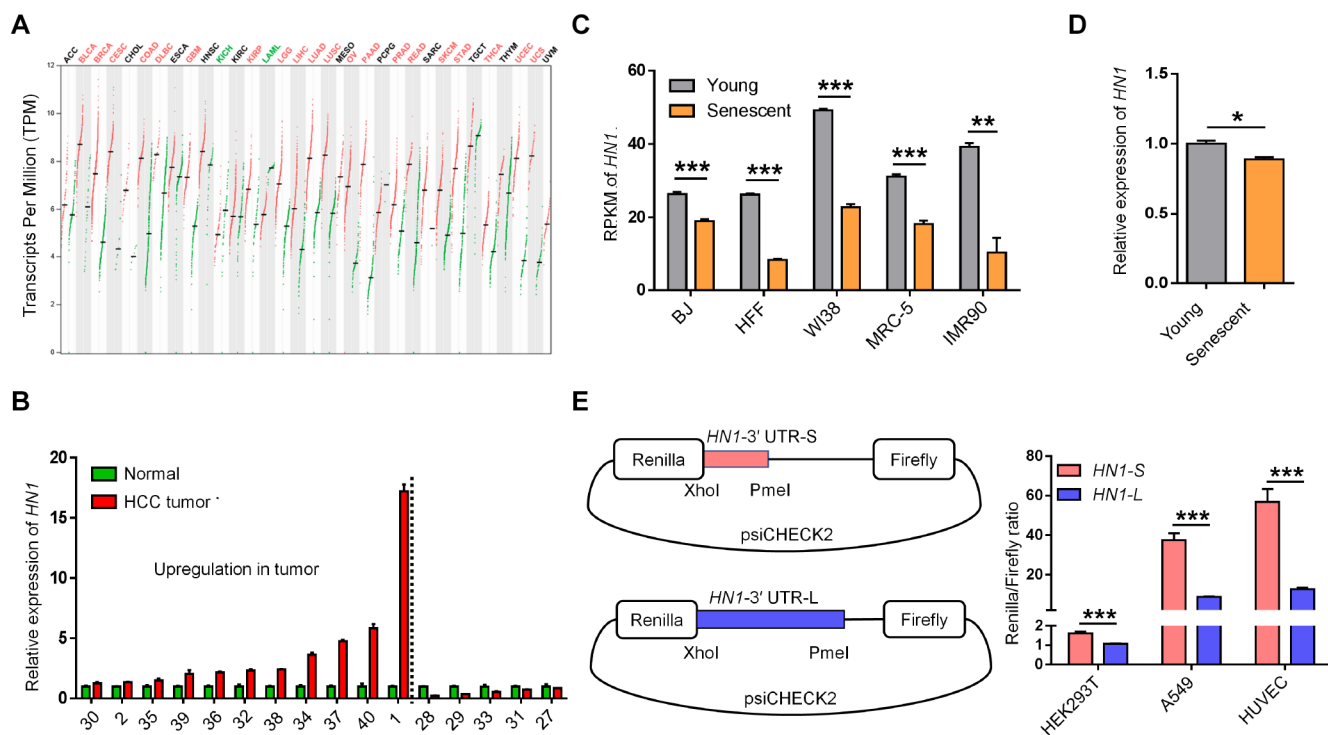 A
ACC BLCA BRCA CESC CHOL COAD DLBC ESCA GBM HNSC KICH KIRC KIRP LAML LGG LIHC LUAD LUSC MESO OV PAAD PCPG PRAD READ SARC SKCM STAD TGCT THCA THYM UCEC UCS UVM
Transcripts Per Million (TPM)
12
10
8
6
4
2
0
B
Relative expression of HN1
20
15
10
5
0
Normal
HCC tumor
Upregulation in tumor
30 2 35 39 36 32 38 34 37 40 1 28 29 33 31 27
C
RPKM of HN1.
60
40
20
0
Young
Senescent
*** *** *** *** **
BJ HFF WI38 MRC-5 IMR90
D
Relative expression of HN1
1.5
1.0
0.5
0.0
*
Young Senescent
E
HN1-3′ UTR-S
Renilla Firefly
XhoI PmeI
psiCHECK2
HN1-3′ UTR-L
Renilla Firefly
XhoI PmeI
psiCHECK2
Renilla/Firefly ratio
80
60
40
20
2
1
0
HN1-S
HN1-L
*** *** ***
HEK293T A549 HUVEC